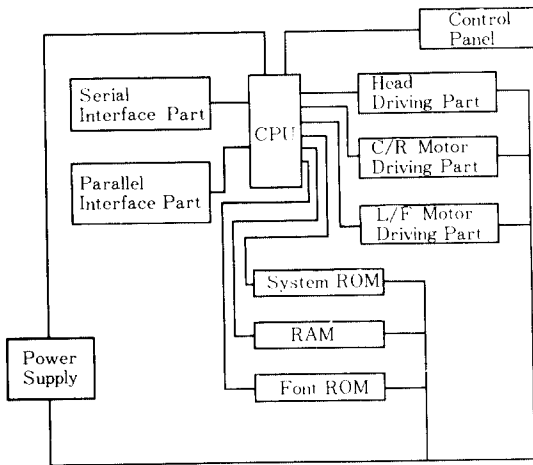 Control
Panel
Serial
Interface Part
CPU
Head
Driving Part
C/R Motor
Driving Part
Parallel
Interface Part
L/F Motor
Driving Part
System ROM
RAM
Power
Supply
Font ROM